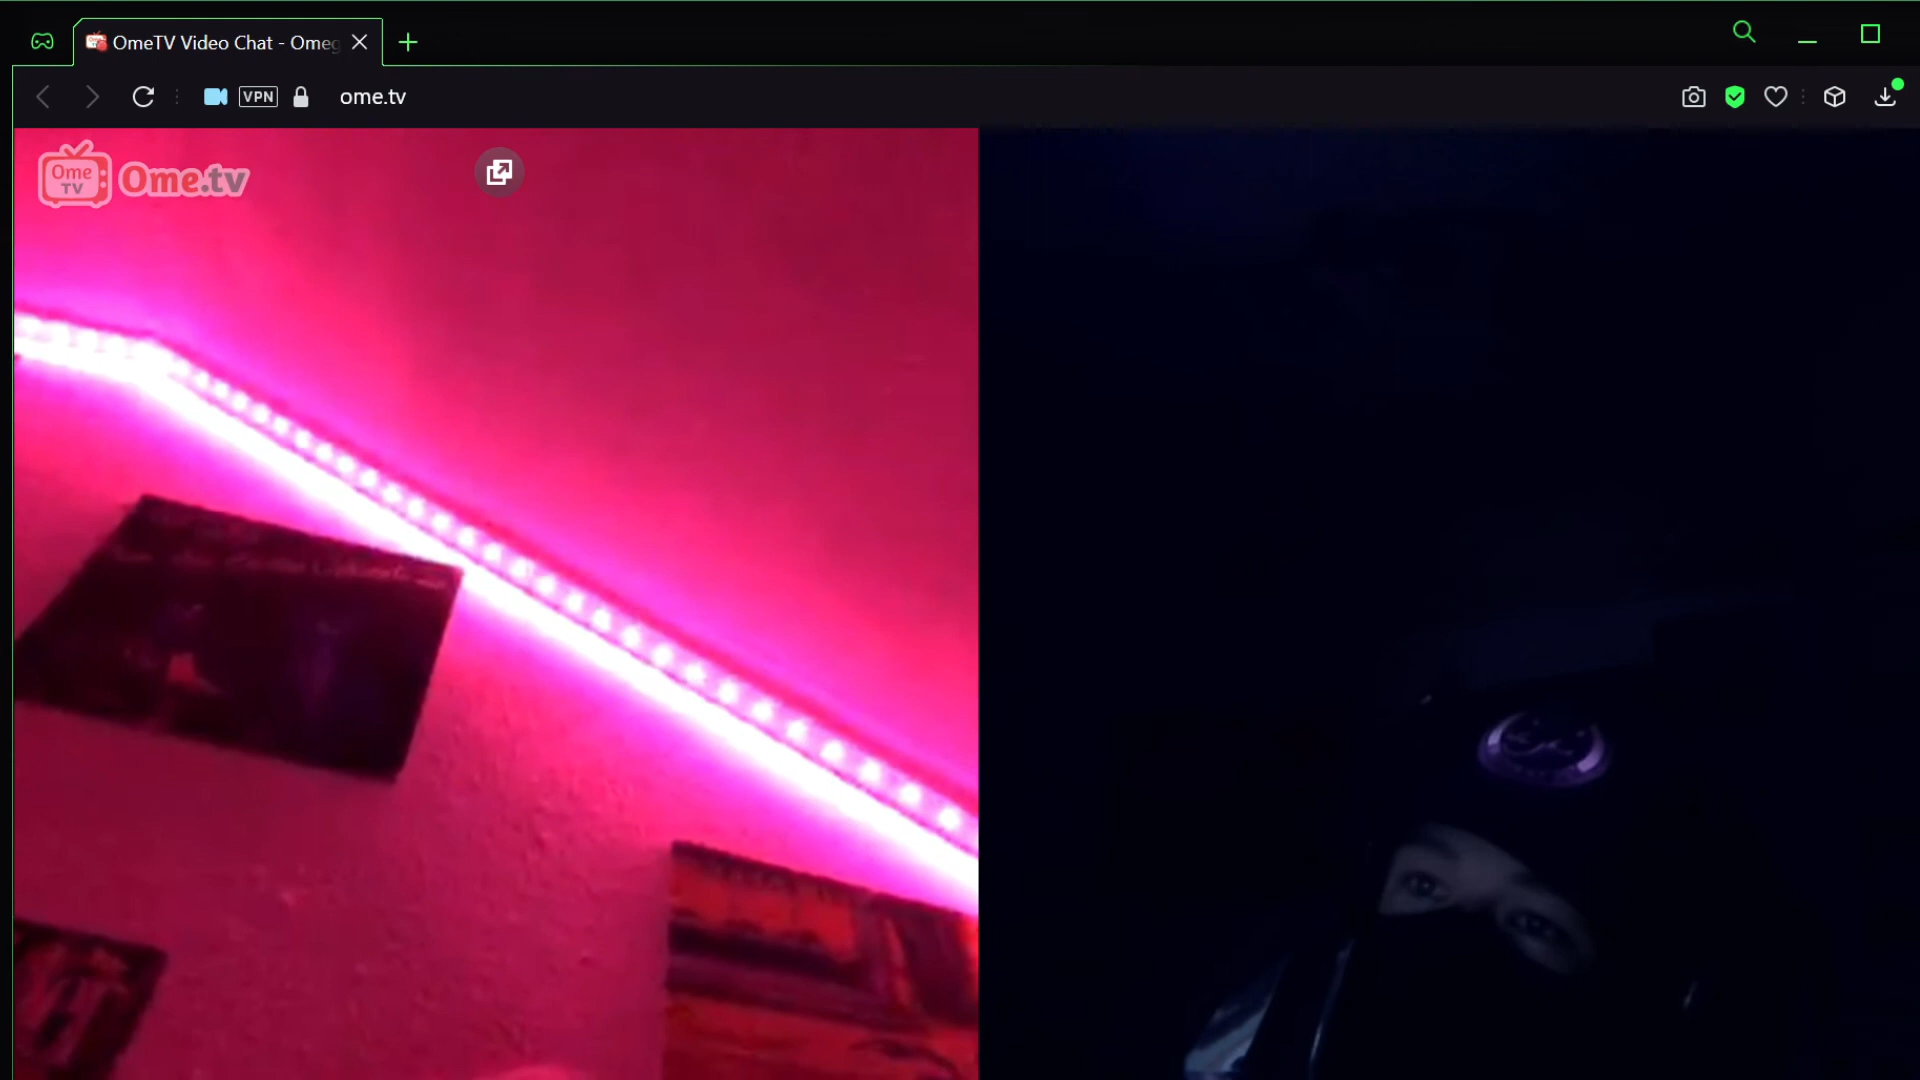 OmeTV Video Chat - Omeg
VPN
ome.tv
Ome
TV
Ome.tv